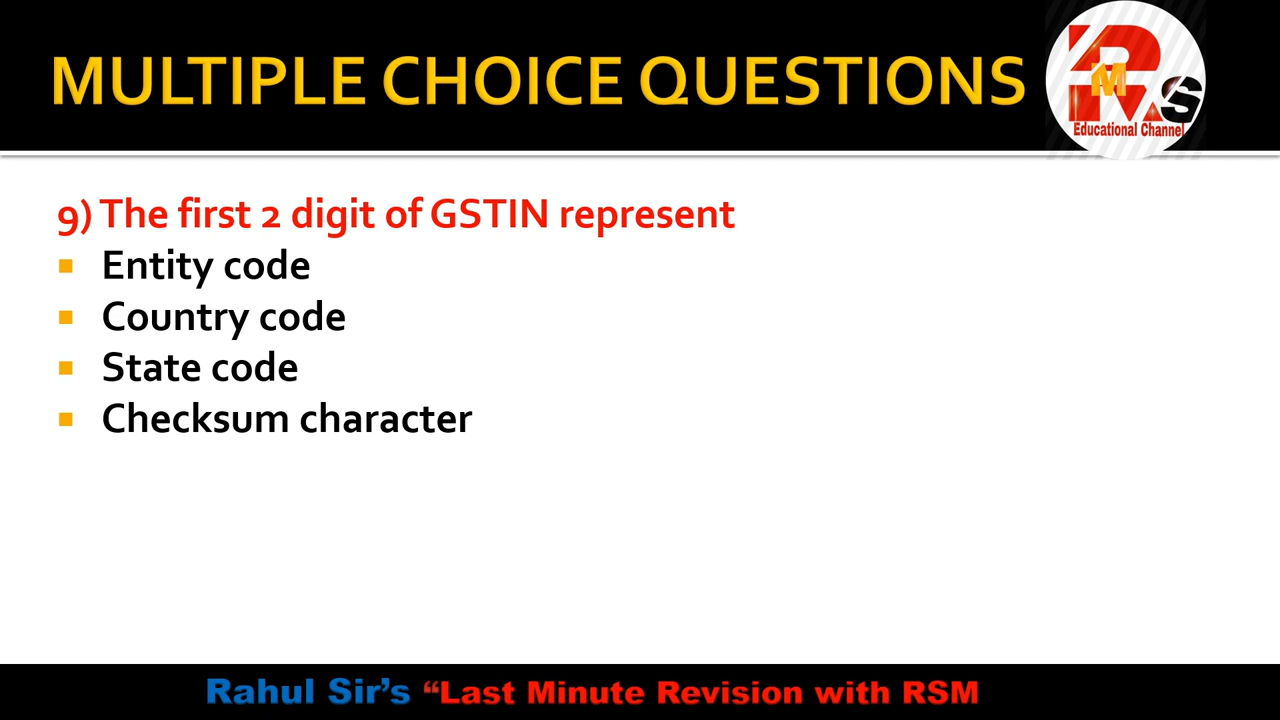 MULTIPLE CHOICE QUESTIONS
RMS
Educational Channel
9) The first 2 digit of GSTIN represent
Entity code
Country code
State code
Checksum character
Rahul Sir's “Last Minute Revision with RSM